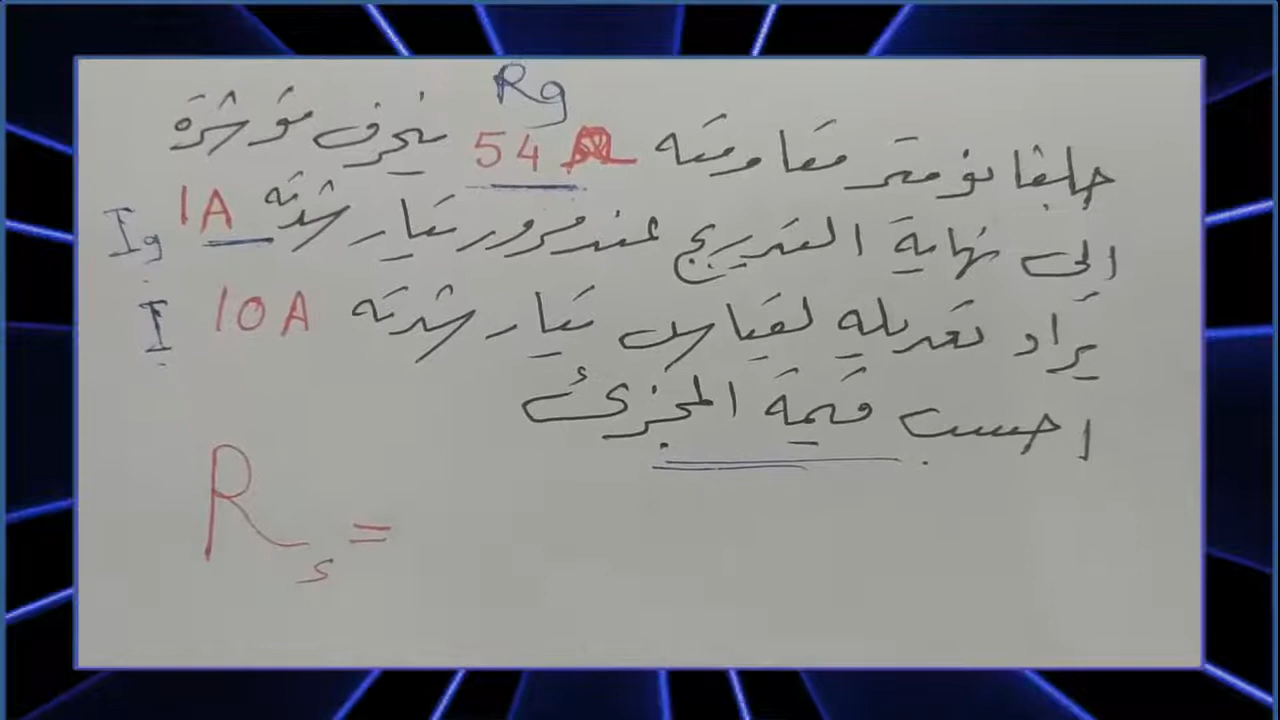 Rg
جلفانومتر مقاومته 54 Ω ينحرف مؤشره
إلى نهاية التدريج عند مرور تيار شدته 1A Ig
يراد تعديله لقياس تيار شدته 10A I
احسب قيمة المجزئ
Rs =